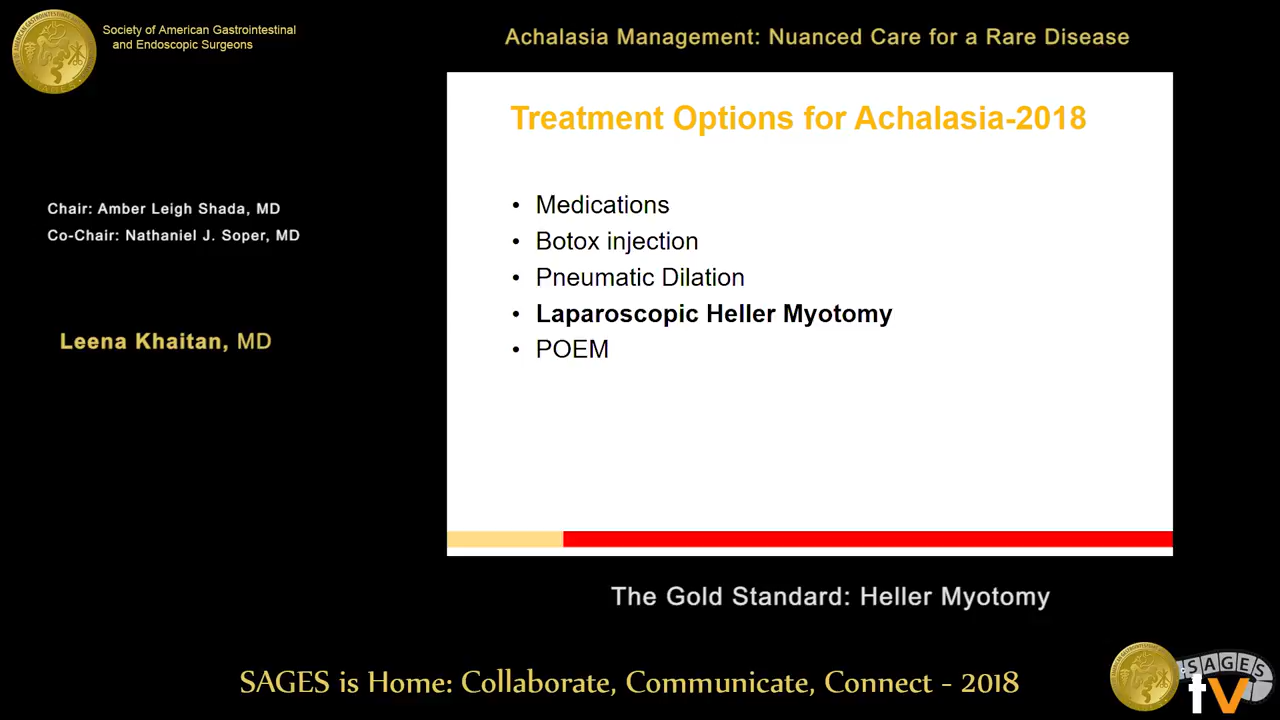 Society of American Gastrointestinal
and Endoscopic Surgeons
Achalasia Management: Nuanced Care for a Rare Disease
Treatment Options for Achalasia-2018
• Medications
• Botox injection
• Pneumatic Dilation
• Laparoscopic Heller Myotomy
• POEM
Chair: Amber Leigh Shada, MD
Co-Chair: Nathaniel J. Soper, MD
Leena Khaitan, MD
The Gold Standard: Heller Myotomy
SAGES is Home: Collaborate, Communicate, Connect - 2018
SAGES
tv